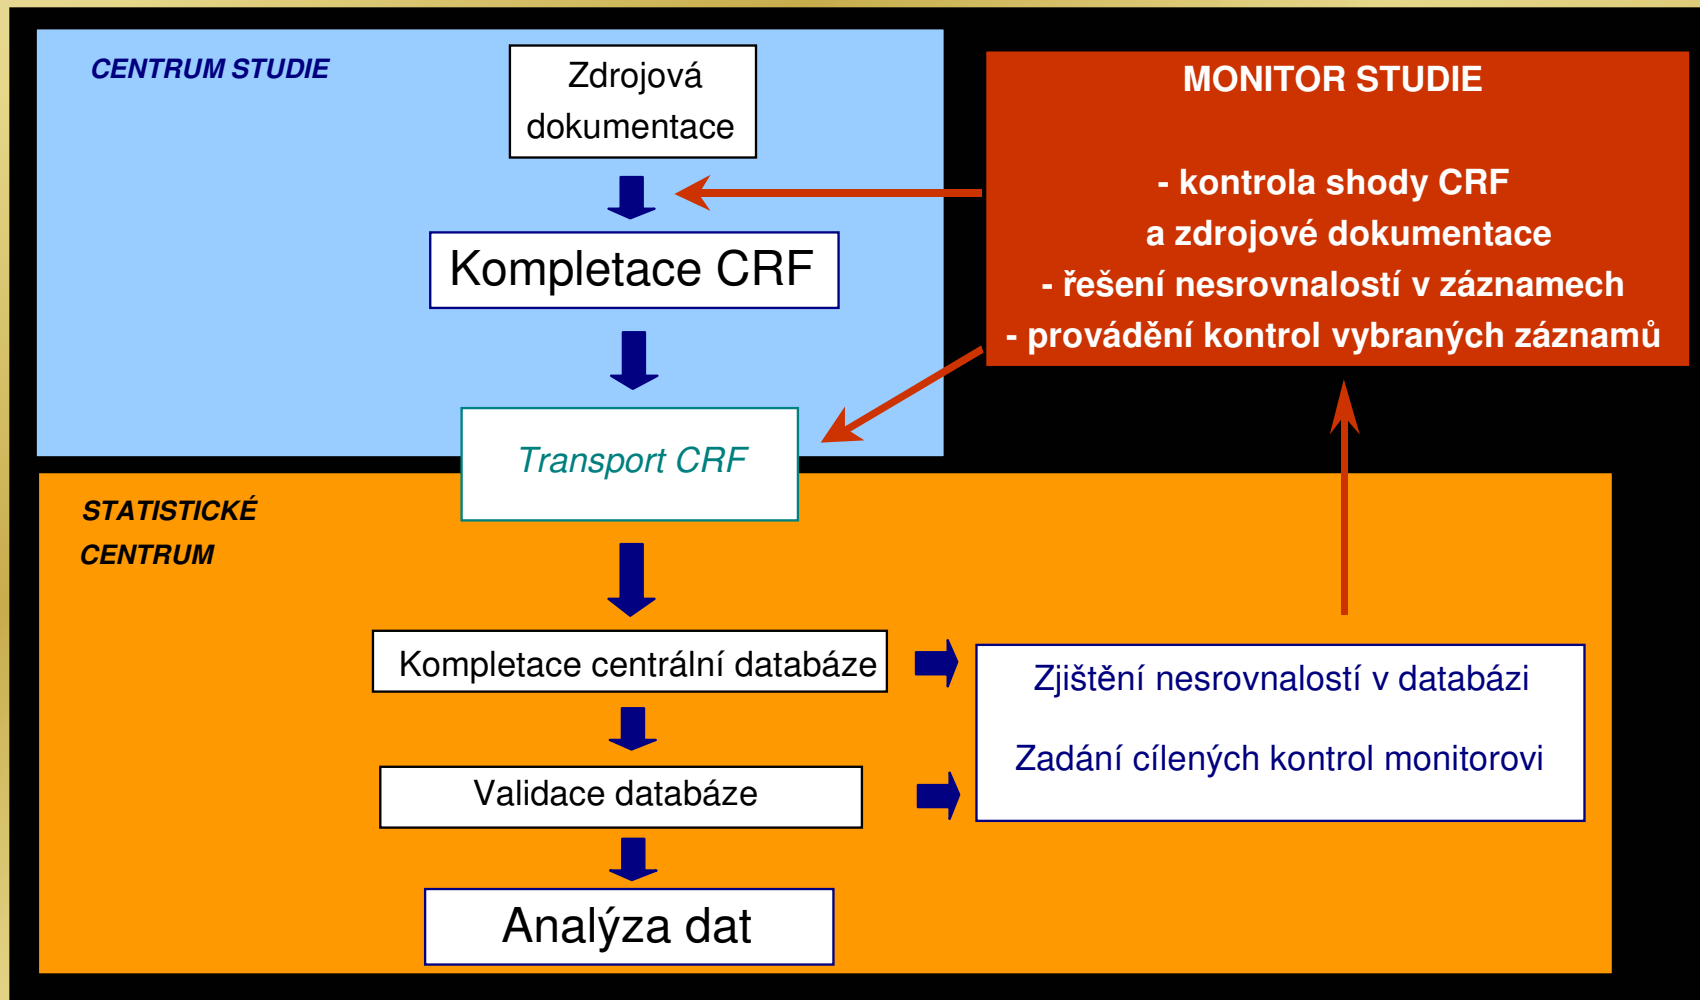 CENTRUM STUDIE
Zdrojová
dokumentace
Kompletace CRF
Transport CRF
MONITOR STUDIE
- kontrola shody CRF
a zdrojové dokumentace
- řešení nesrovnalostí v záznamech
- provádění kontrol vybraných záznamů
STATISTICKÉ
CENTRUM
Kompletace centrální databáze
Validace databáze
Analýza dat
Zjištění nesrovnalostí v databázi
Zadání cílených kontrol monitorovi